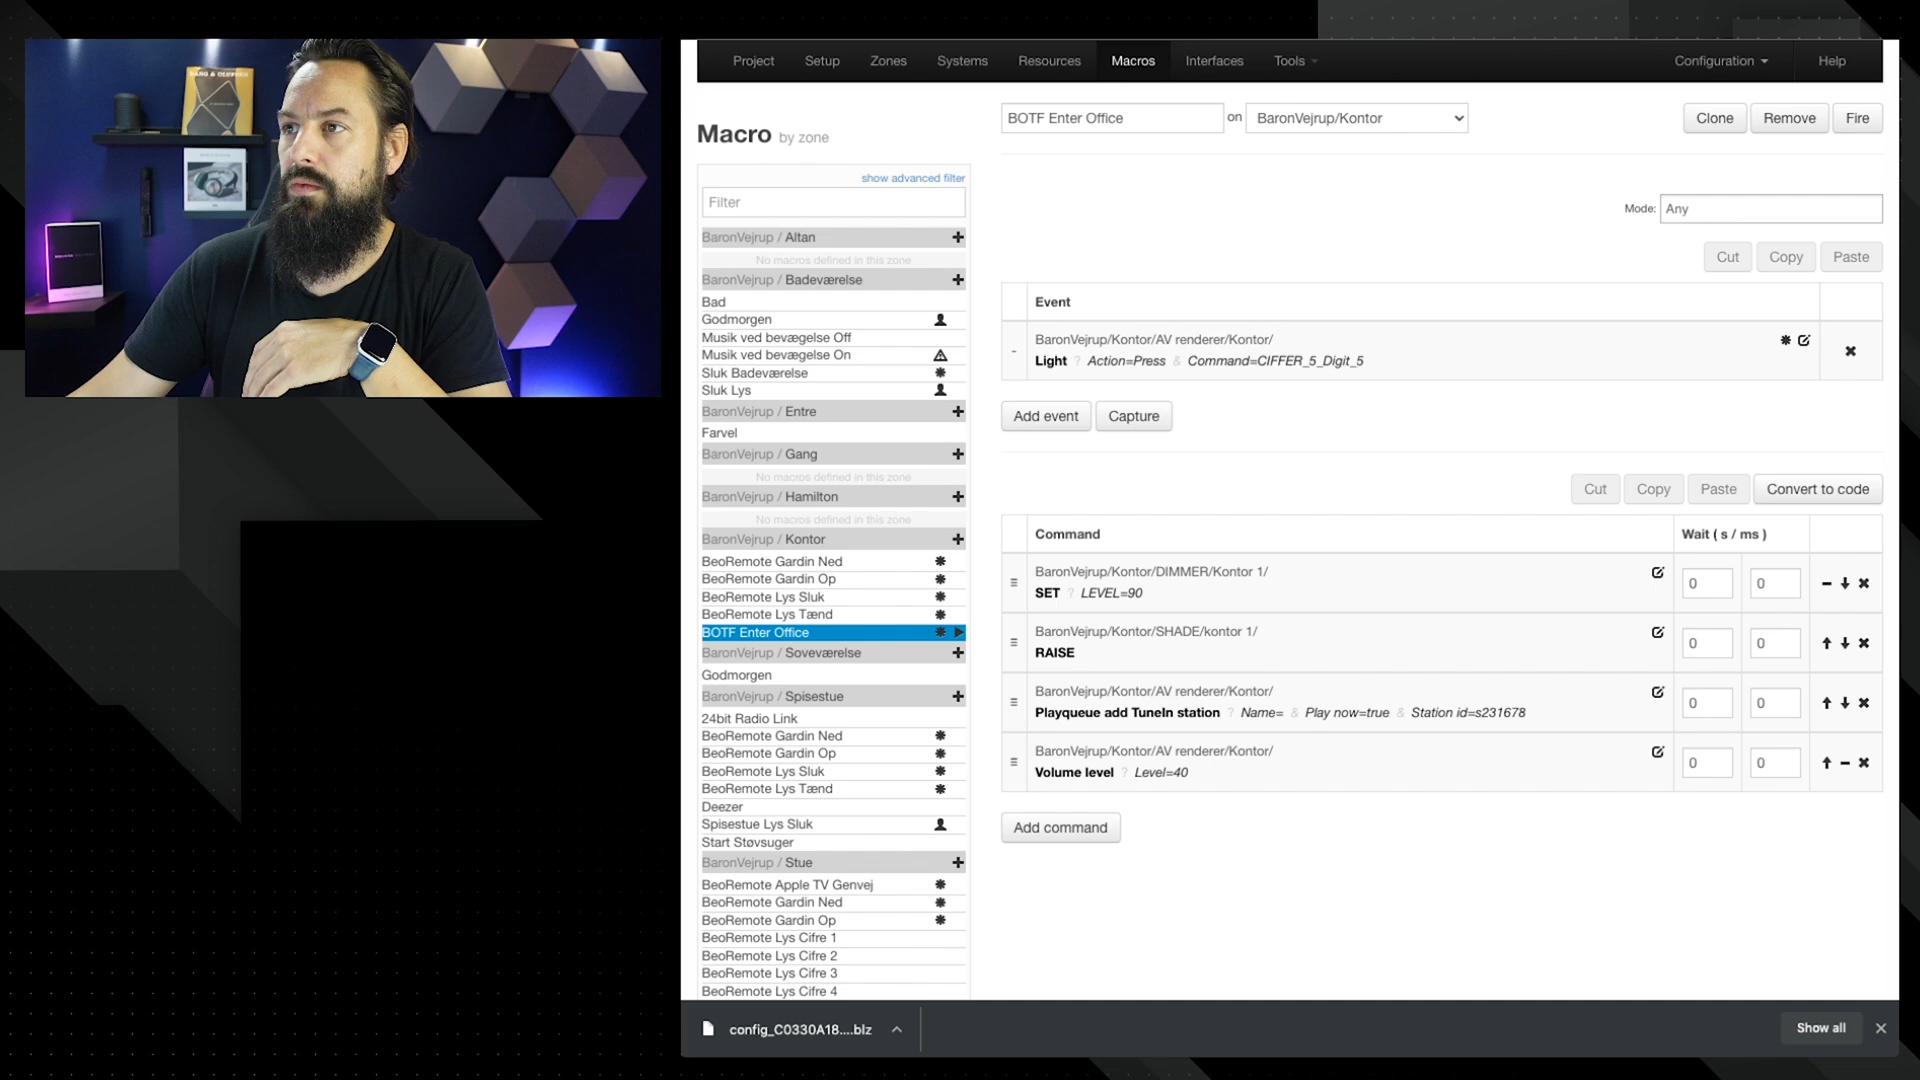 BANG & OLUFSEN
Project
Setup
Zones
Systems
Resources
Macros
Interfaces
Tools
Configuration
Help
Macro by zone
show advanced filter
Filter
BaronVejrup / Altan
No macros defined in this zone
BaronVejrup / Badeværelse
Bad
Godmorgen
Musik ved bevægelse Off
Musik ved bevægelse On
Sluk Badeværelse
Sluk Lys
BaronVejrup / Entre
Farvel
BaronVejrup / Gang
No macros defined in this zone
BaronVejrup / Hamilton
No macros defined in this zone
BaronVejrup / Kontor
BeoRemote Gardin Ned
BeoRemote Gardin Op
BeoRemote Lys Sluk
BeoRemote Lys Tænd
BOTF Enter Office
BaronVejrup / Soveværelse
Godmorgen
BaronVejrup / Spisestue
24bit Radio Link
BeoRemote Gardin Ned
BeoRemote Gardin Op
BeoRemote Lys Sluk
BeoRemote Lys Tænd
Deezer
Spisestue Lys Sluk
Start Støvsuger
BaronVejrup / Stue
BeoRemote Apple TV Genvej
BeoRemote Gardin Ned
BeoRemote Gardin Op
BeoRemote Lys Cifre 1
BeoRemote Lys Cifre 2
BeoRemote Lys Cifre 3
BeoRemote Lys Cifre 4
BOTF Enter Office on BaronVejrup/Kontor
Clone
Remove
Fire
Mode: Any
Cut
Copy
Paste
Event
BaronVejrup/Kontor/AV renderer/Kontor/
Light ? Action=Press & Command=CIFFER_5_Digit_5
Add event
Capture
Cut
Copy
Paste
Convert to code
Command
Wait ( s / ms )
BaronVejrup/Kontor/DIMMER/Kontor 1/
SET ? LEVEL=90
0
0
BaronVejrup/Kontor/SHADE/kontor 1/
RAISE
0
0
BaronVejrup/Kontor/AV renderer/Kontor/
Playqueue add TuneIn station ? Name= & Play now=true & Station id=s231678
0
0
BaronVejrup/Kontor/AV renderer/Kontor/
Volume level ? Level=40
0
0
Add command
config_C0330A18....blz
Show all